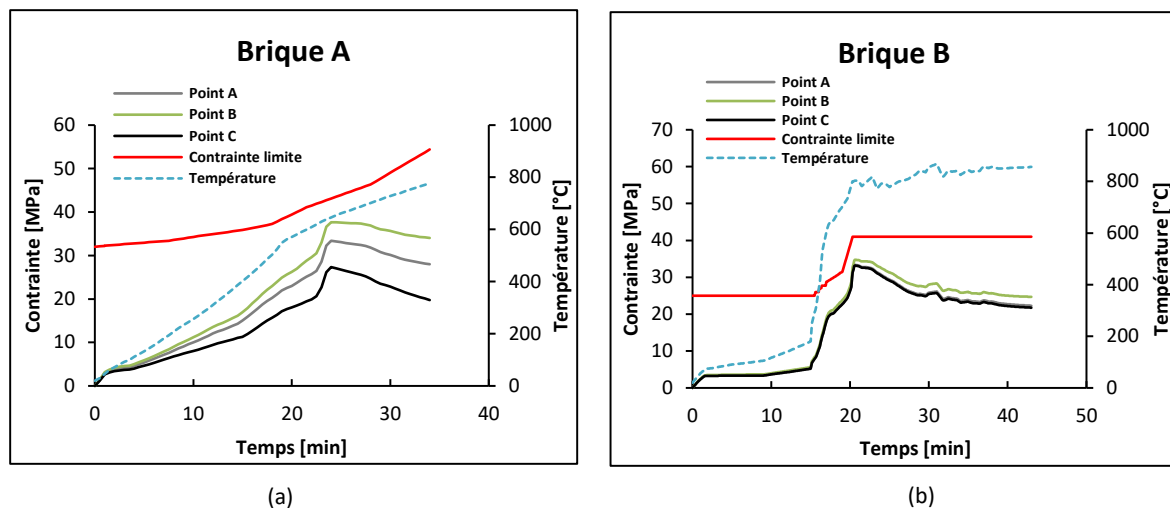 Brique A
Point A
Point B
Point C
Contrainte limite
Température
Contrainte [MPa]
60
50
40
30
20
10
0
1000
800
600
400
200
0
Température [°C]
0 10 20 30 40
Temps [min]
(a)
Brique B
Point A
Point B
Point C
Contrainte limite
Température
Contrainte [MPa]
70
60
50
40
30
20
10
0
1000
800
600
400
200
0
Température [°C]
0 10 20 30 40 50
Temps [min]
(b)